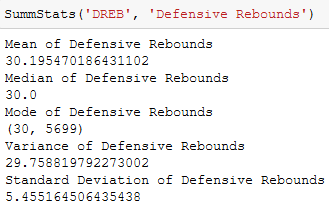 SummStats('DREB', 'Defensive Rebounds')
Mean of Defensive Rebounds
30.195470186431102
Median of Defensive Rebounds
30.0
Mode of Defensive Rebounds
(30, 5699)
Variance of Defensive Rebounds
29.758819792273002
Standard Deviation of Defensive Rebounds
5.455164506435438